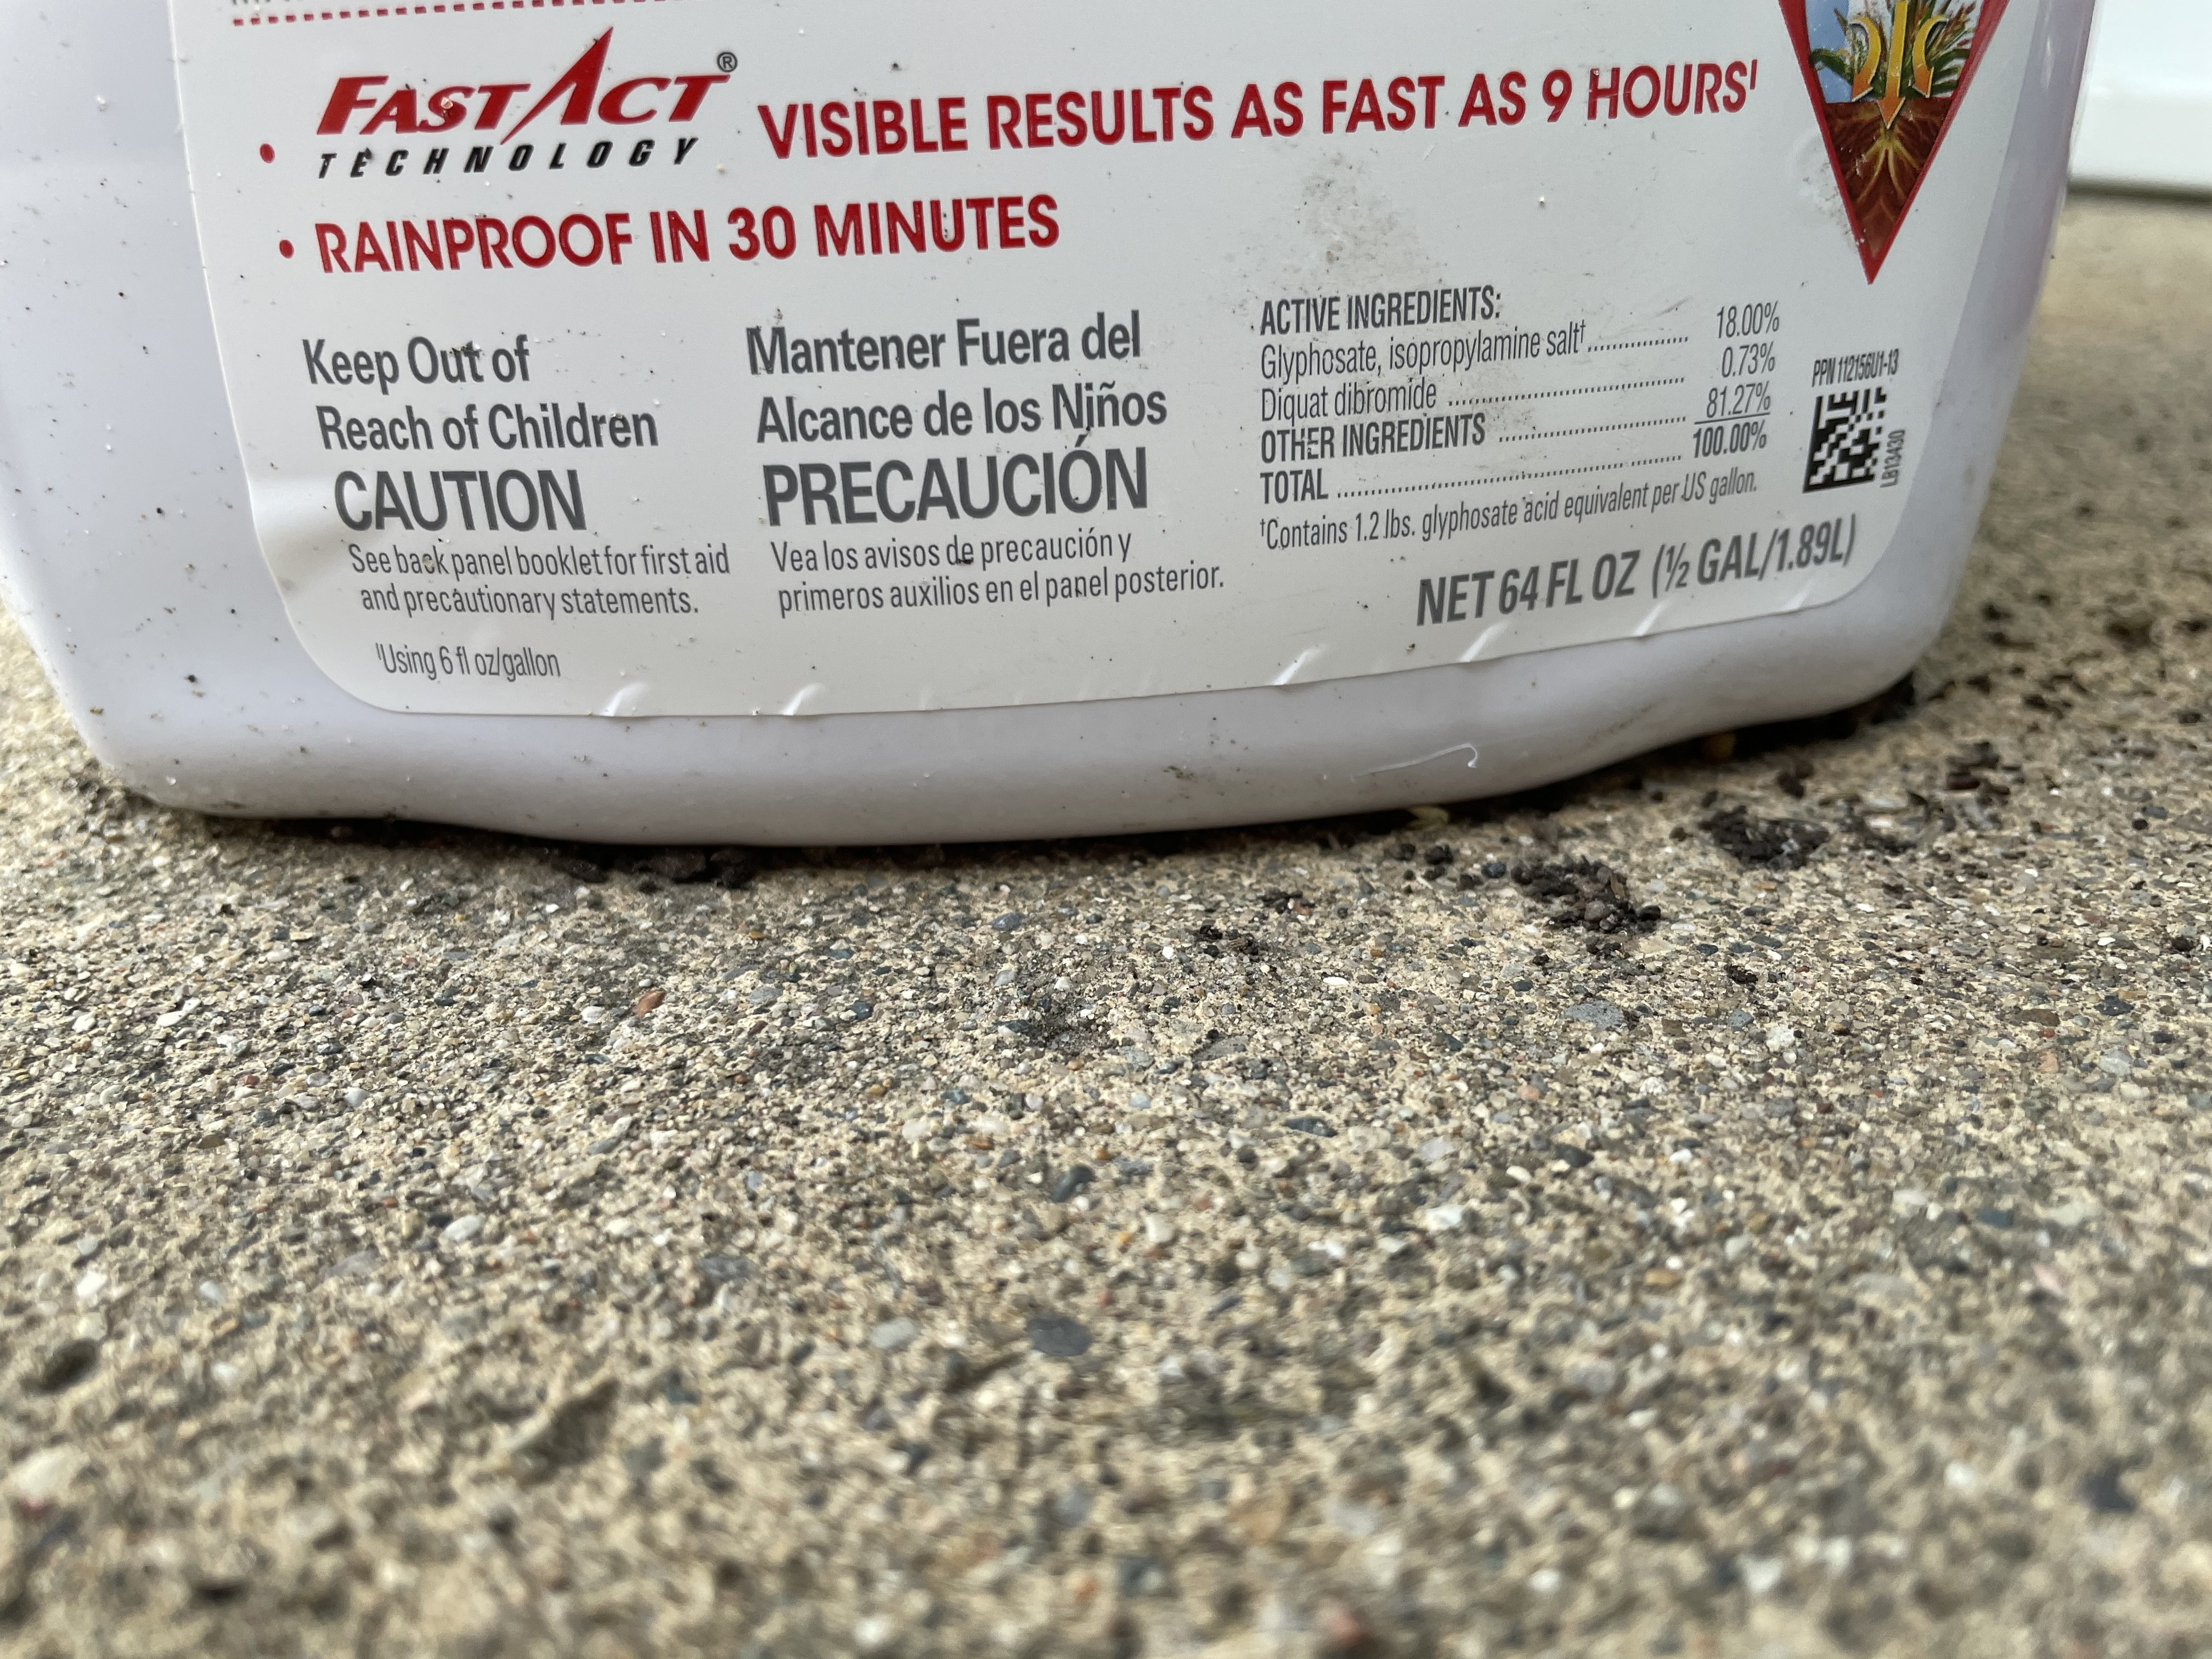 FASTACT®
TECHNOLOGY
VISIBLE RESULTS AS FAST AS 9 HOURS¹
• RAINPROOF IN 30 MINUTES
Keep Out of
Reach of Children
CAUTION
See back panel booklet for first aid
and precautionary statements.
¹Using 6 fl oz/gallon
Mantener Fuera del
Alcance de los Niños
PRECAUCIÓN
Vea los avisos de precaución y
primeros auxilios en el panel posterior.
ACTIVE INGREDIENTS:
Glyphosate, isopropylamine salt†................ 18.00%
Diquat dibromide ................................ 0.73%
OTHER INGREDIENTS ......................... 81.27%
TOTAL ............................................. 100.00%
†Contains 1.2 lbs. glyphosate acid equivalent per US gallon.
NET 64 FL OZ (½ GAL/1.89L)
PPN 112156U1-13
LB13430